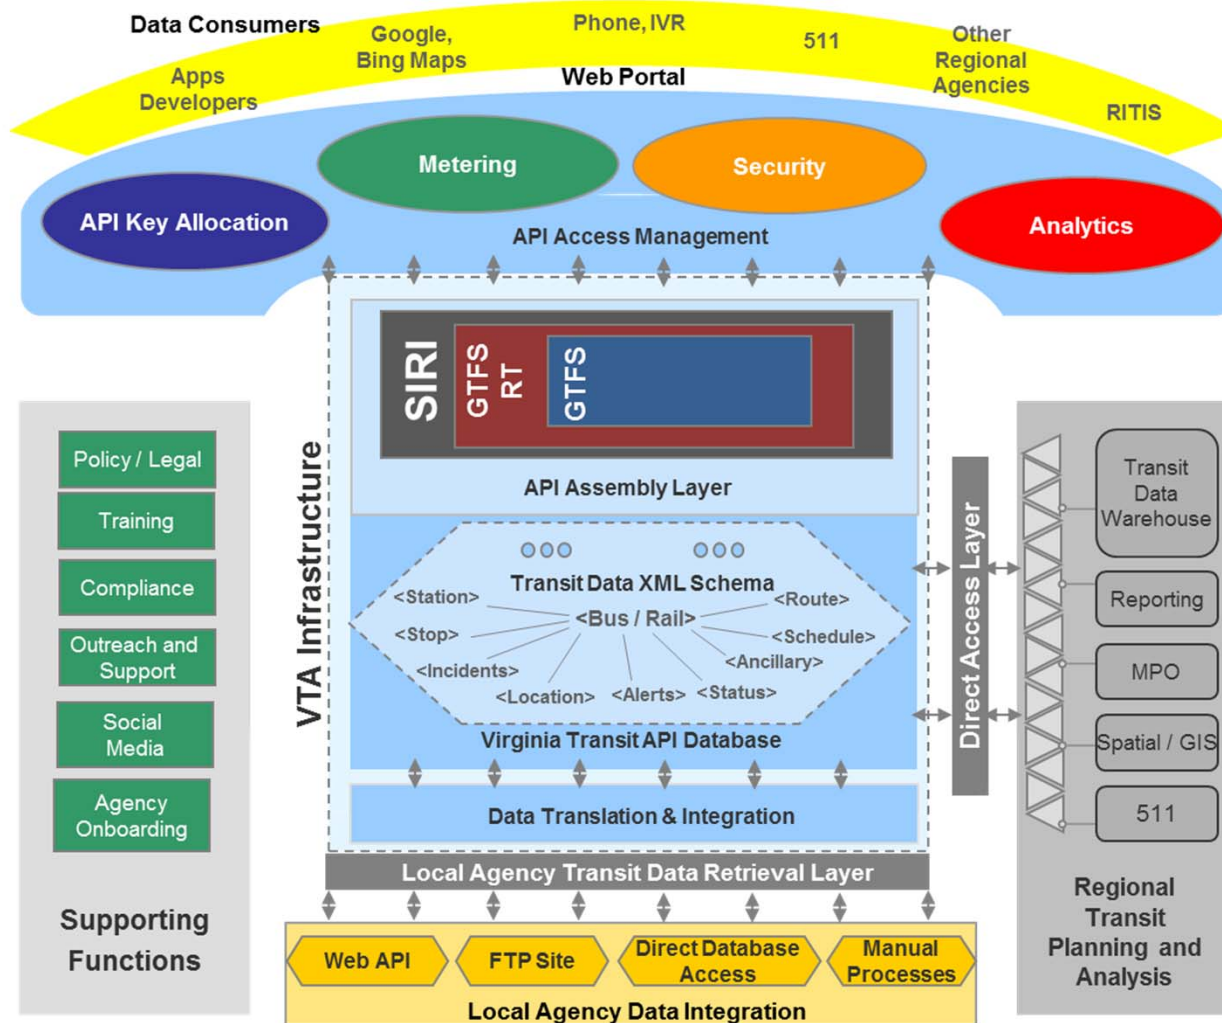 Data Consumers
Apps
Developers
Google,
Bing Maps
Phone, IVR
511
Other
Regional
Agencies
RITIS
Web Portal
API Key Allocation
Metering
Security
Analytics
API Access Management
SIRI
GTFS
RT
GTFS
API Assembly Layer
VTA Infrastructure
Transit Data XML Schema
<Bus / Rail>
<Station>
<Stop>
<Incidents>
<Location>
<Alerts>
<Status>
<Ancillary>
<Schedule>
<Route>
Virginia Transit API Database
Data Translation & Integration
Local Agency Transit Data Retrieval Layer
Web API
FTP Site
Direct Database
Access
Manual
Processes
Local Agency Data Integration
Policy / Legal
Training
Compliance
Outreach and
Support
Social
Media
Agency
Onboarding
Supporting
Functions
Direct Access Layer
Transit
Data
Warehouse
Reporting
MPO
Spatial / GIS
511
Regional
Transit
Planning and
Analysis